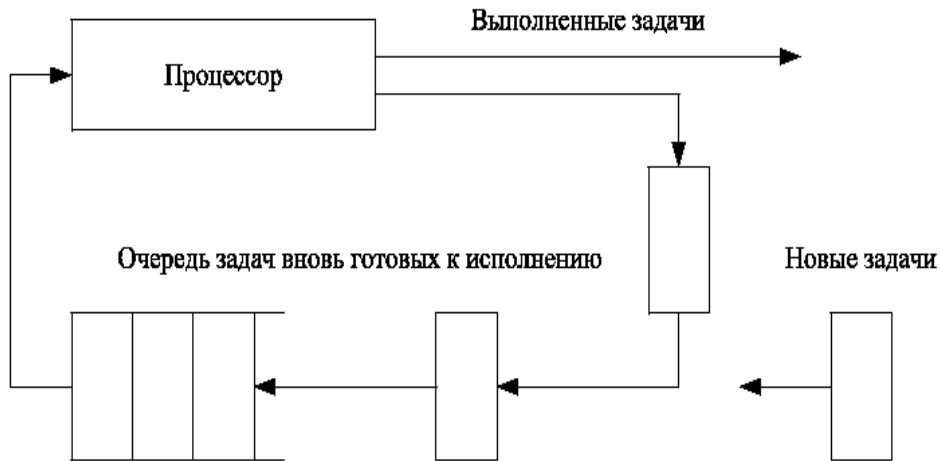 Выполненные задачи
Процессор
Очередь задач вновь готовых к исполнению
Новые задачи